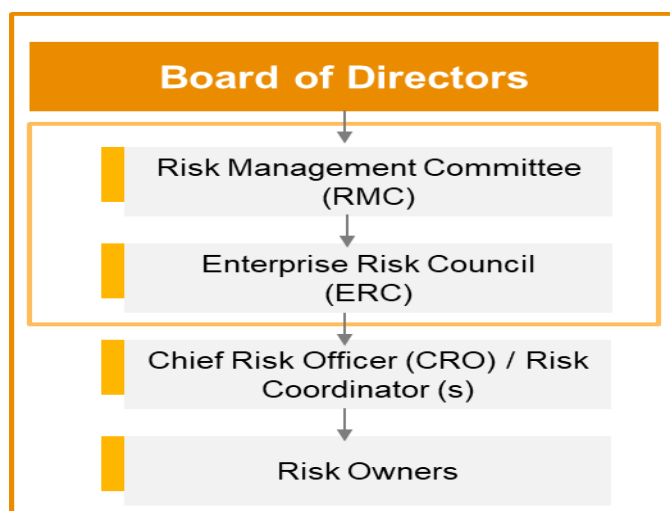 Board of Directors
Risk Management Committee
(RMC)
Enterprise Risk Council
(ERC)
Chief Risk Officer (CRO) / Risk
Coordinator (s)
Risk Owners